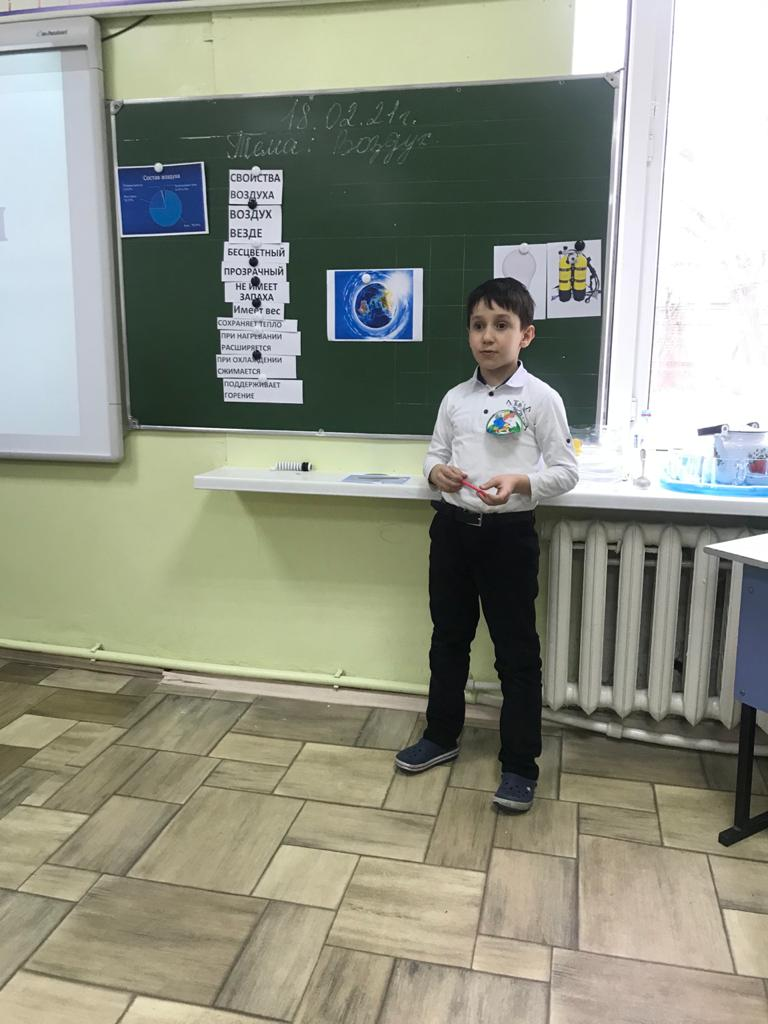 18.02.21г.
Тема: Воздух.
Состав воздуха
СВОЙСТВА
ВОЗДУХА
ВОЗДУХ
ВЕЗДЕ
БЕСЦВЕТНЫЙ
ПРОЗРАЧНЫЙ
НЕ ИМЕЕТ
ЗАПАХА
Имеет вес
СОХРАНЯЕТ ТЕПЛО
ПРИ НАГРЕВАНИИ
РАСШИРЯЕТСЯ
ПРИ ОХЛАЖДЕНИИ
СЖИМАЕТСЯ
ПОДДЕРЖИВАЕТ
ГОРЕНИЕ